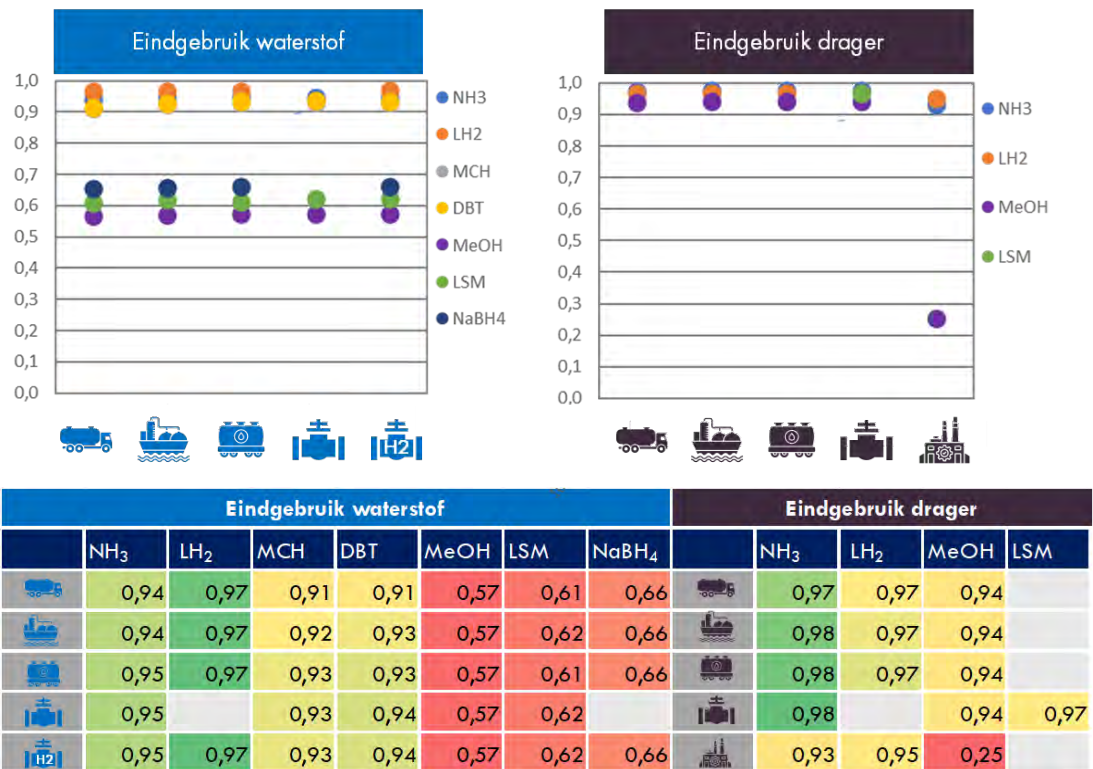 Eindgebruik waterstof
1,0
0,9
0,8
0,7
0,6
0,5
0,4
0,3
0,2
0,1
0,0
NH3
LH2
MCH
DBT
MeOH
LSM
NaBH4
H2
Eindgebruik drager
1,0
0,9
0,8
0,7
0,6
0,5
0,4
0,3
0,2
0,1
0,0
NH3
LH2
MeOH
LSM
Eindgebruik waterstof Eindgebruik drager
NH₃ LH₂ MCH DBT MeOH LSM NaBH₄ NH₃ LH₂ MeOH LSM
0,94 0,97 0,91 0,91 0,57 0,61 0,66 0,97 0,97 0,94
0,94 0,97 0,92 0,93 0,57 0,62 0,66 0,98 0,97 0,94
0,95 0,97 0,93 0,93 0,57 0,61 0,66 0,98 0,97 0,94
0,95 0,93 0,94 0,57 0,62 0,98 0,94 0,97
H2 0,95 0,97 0,93 0,94 0,57 0,62 0,66 0,93 0,95 0,25